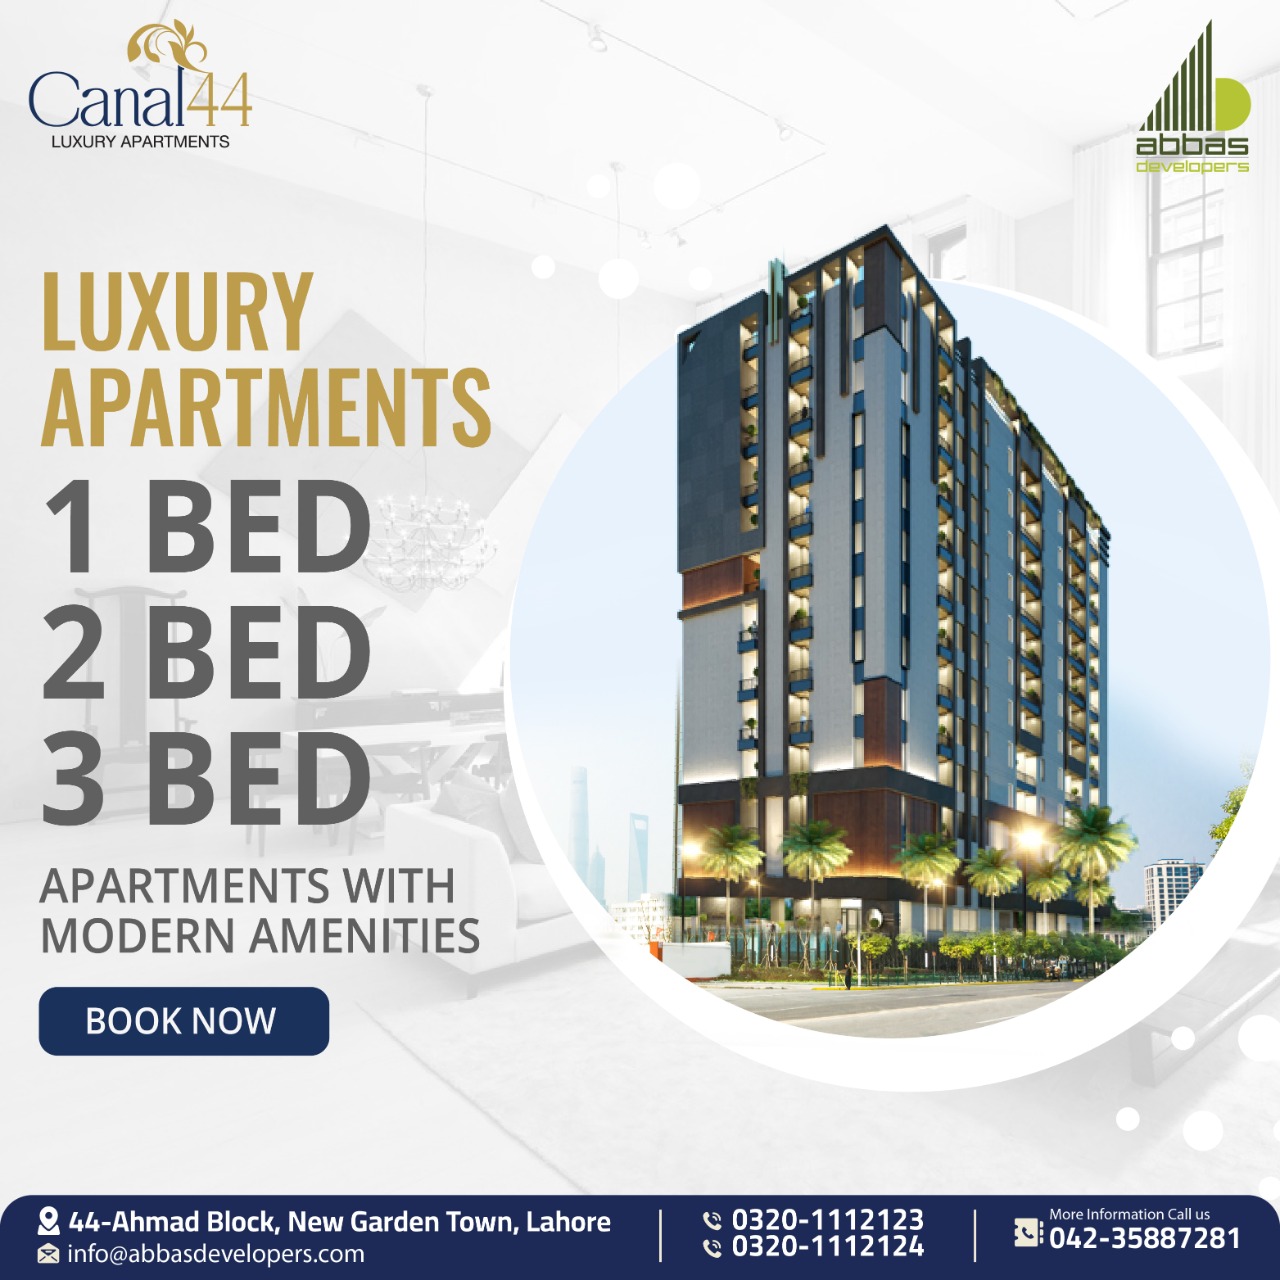 Canal44
LUXURY APARTMENTS
abbas
developers
LUXURY
APARTMENTS
1 BED
2 BED
3 BED
APARTMENTS WITH
MODERN AMENITIES
BOOK NOW
44-Ahmad Block, New Garden Town, Lahore
info@abbasdevelopers.com
0320-1112123
0320-1112124
More Information Call us
042-35887281